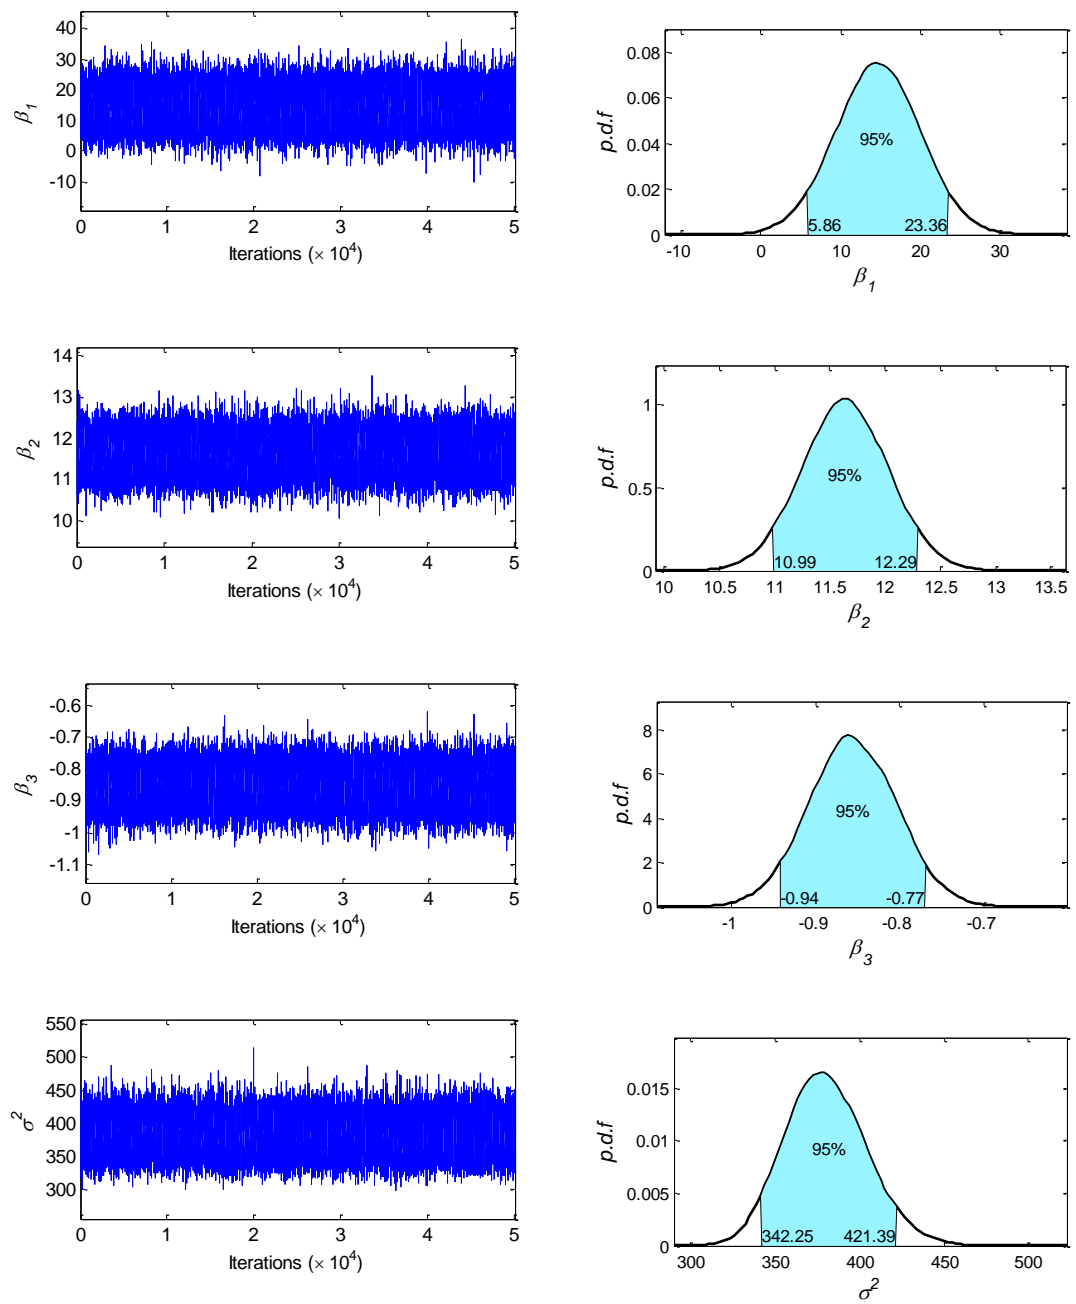 40
30
20
10
0
-10
β1
0 1 2 3 4 5
Iterations (× 10^4)
0.08
0.06
0.04
0.02
0
p.d.f
95%
5.86 23.36
-10 0 10 20 30
β1
14
13
12
11
10
β2
0 1 2 3 4 5
Iterations (× 10^4)
1
0.5
0
p.d.f
95%
10.99 12.29
10 10.5 11 11.5 12 12.5 13 13.5
β2
-0.6
-0.7
-0.8
-0.9
-1
-1.1
β3
0 1 2 3 4 5
Iterations (× 10^4)
8
6
4
2
0
p.d.f
95%
-0.94 -0.77
-1 -0.9 -0.8 -0.7
β3
550
500
450
400
350
300
σ^2
0 1 2 3 4 5
Iterations (× 10^4)
0.015
0.01
0.005
0
p.d.f
95%
342.25 421.39
300 350 400 450 500
σ^2